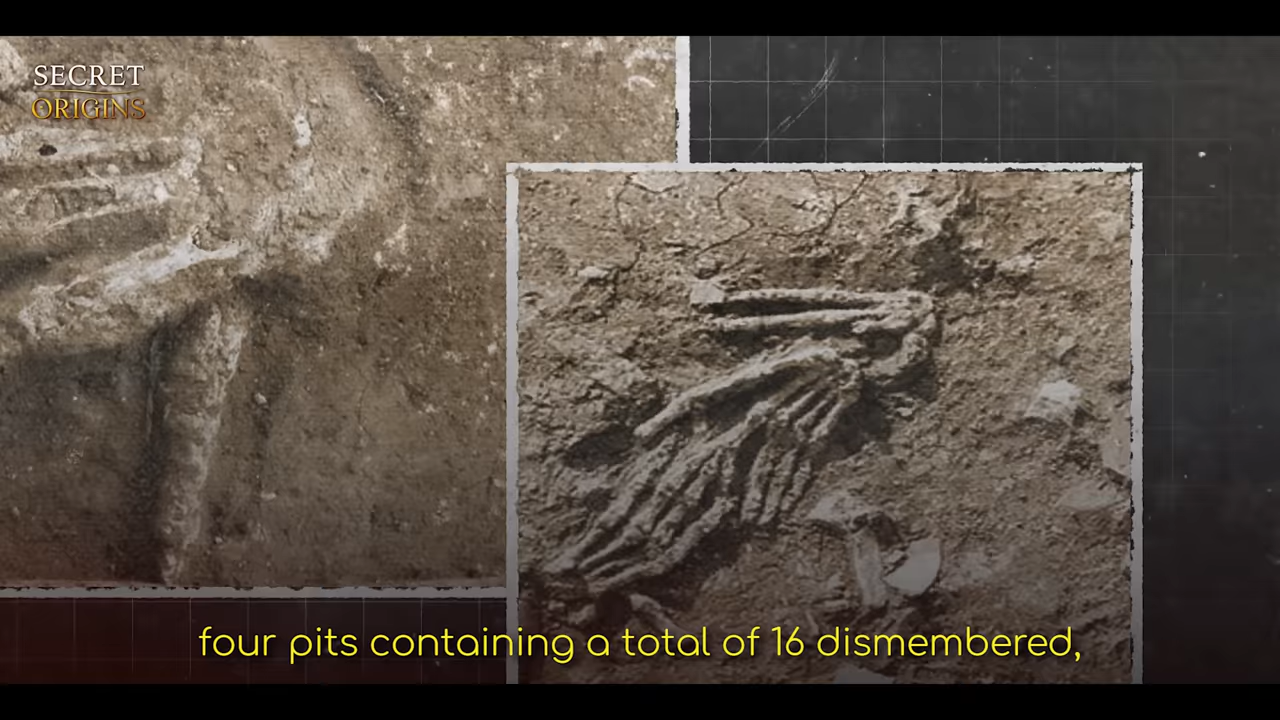 SECRET
ORIGINS
four pits containing a total of 16 dismembered,